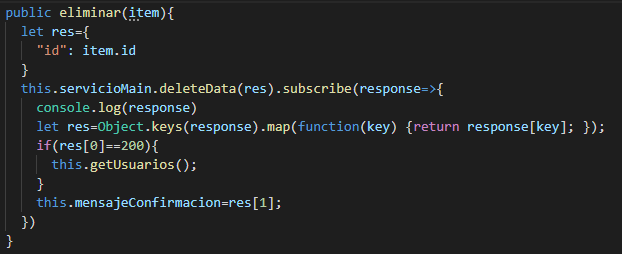 public eliminar(item){
let res={
"id": item.id
}
this.servicioMain.deleteData(res).subscribe(response=>{
console.log(response)
let res=Object.keys(response).map(function(key) {return response[key]; });
if(res[0]==200){
this.getUsuarios();
}
this.mensajeConfirmacion=res[1];
})
}